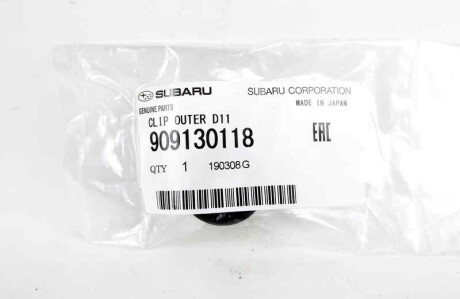 SUBARU SUBARU CORPORATION
GENUINE PARTS MADE IN JAPAN
CLIP OUTER D11
909130118 EAC
QTY 1 190308G